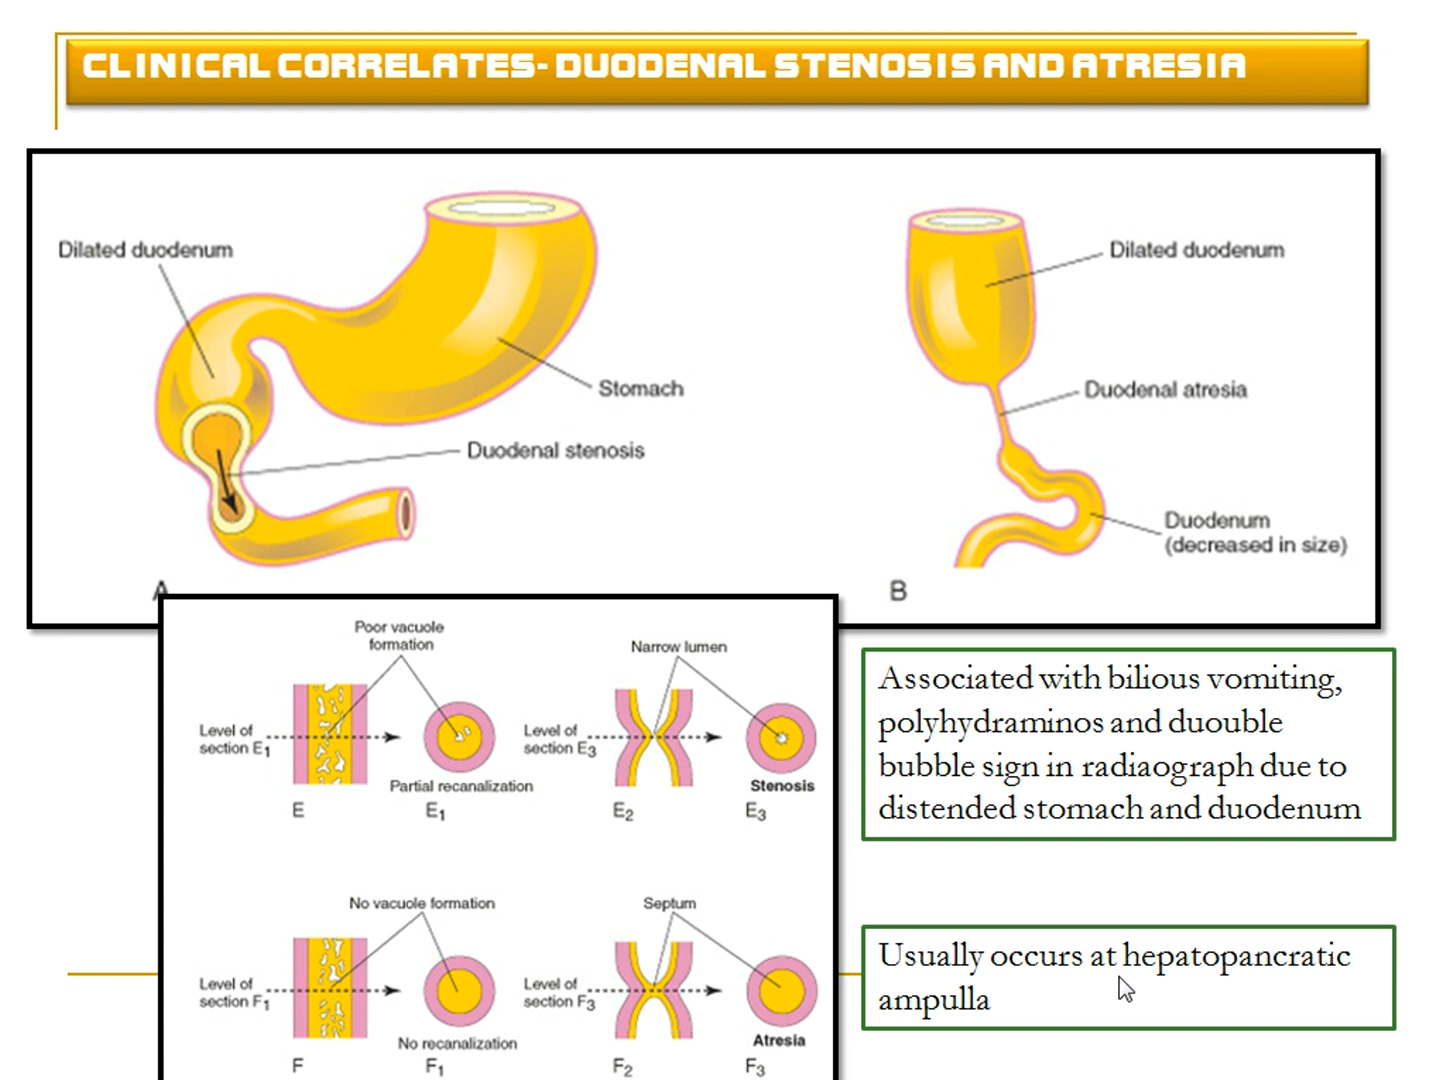 CLINICAL CORRELATES- DUODENAL STENOSIS AND ATRESIA
Dilated duodenum
Stomach
Duodenal stenosis
A
Dilated duodenum
Duodenal atresia
Duodenum
(decreased in size)
B
Poor vacuole
formation
Narrow lumen
Level of
section E1
Level of
section E3
Partial recanalization
Stenosis
E
E1
E2
E3
No vacuole formation
Septum
Level of
section F1
Level of
section F3
No recanalization
Atresia
F
F1
F2
F3
Associated with bilious vomiting,
polyhydraminos and duouble
bubble sign in radiaograph due to
distended stomach and duodenum
Usually occurs at hepatopancratic
ampulla